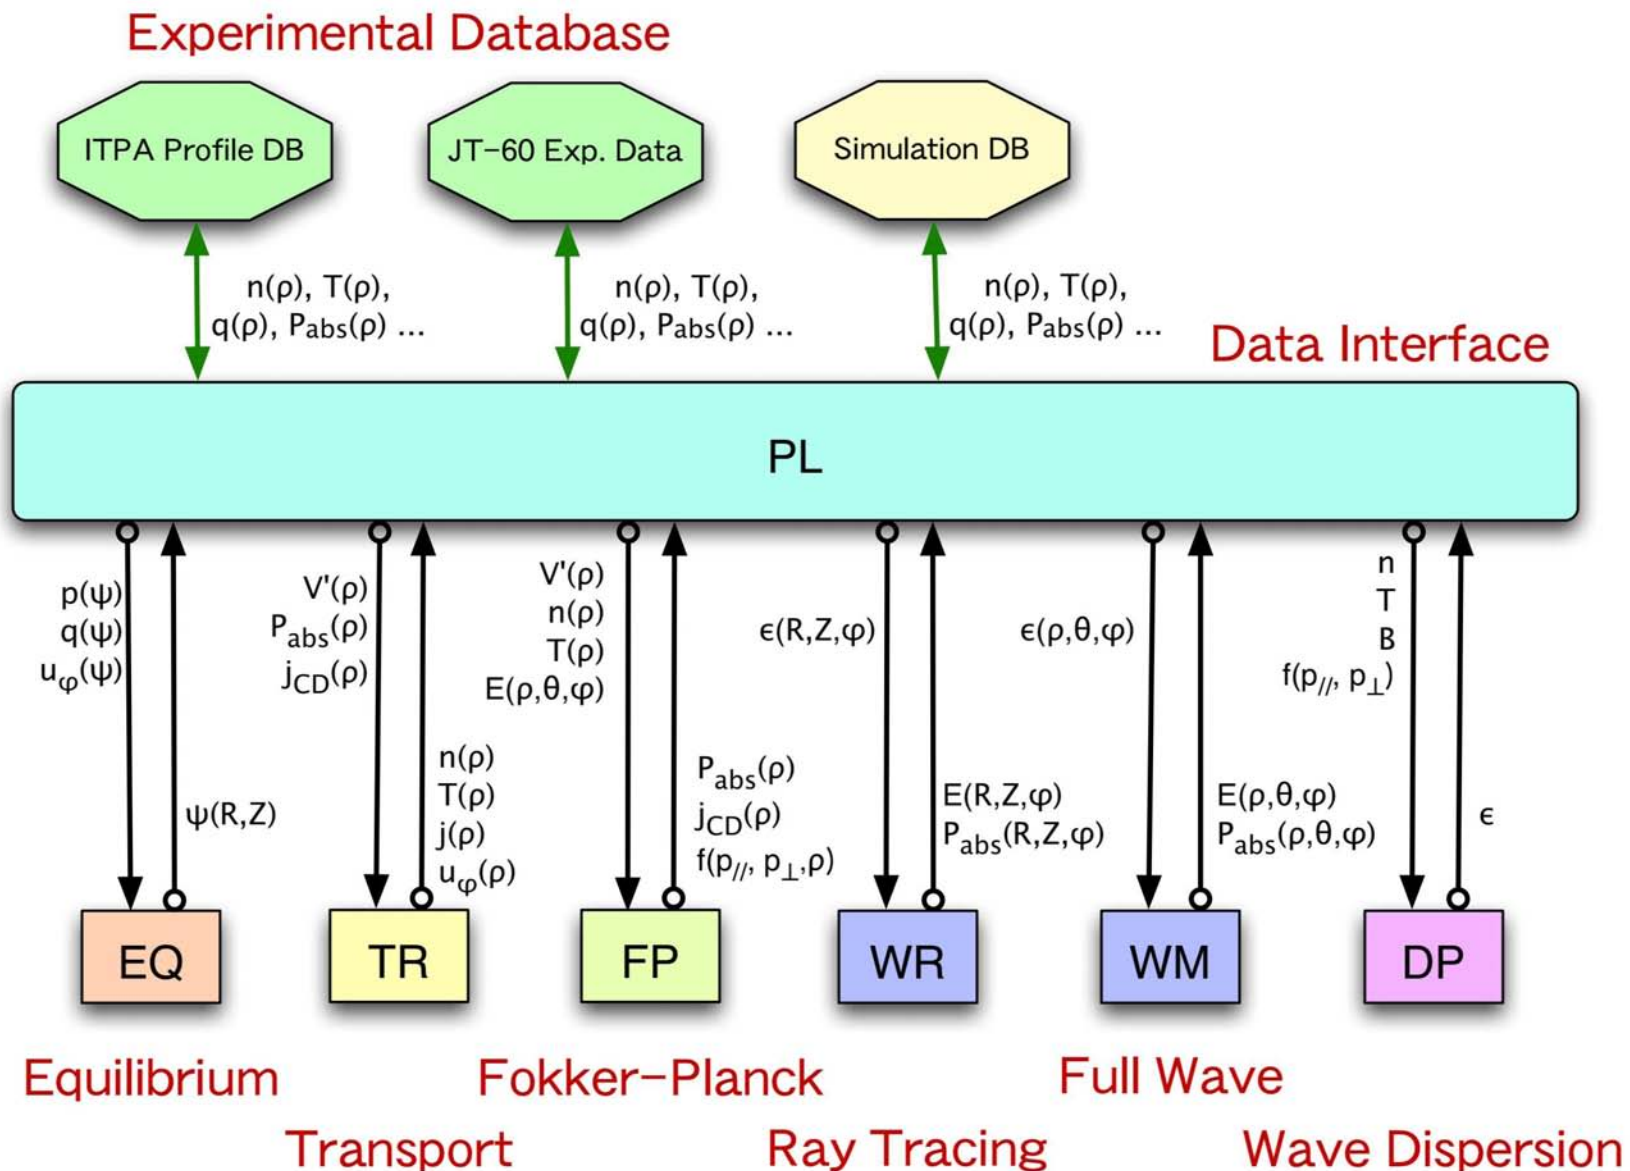 Experimental Database
ITPA Profile DB
JT-60 Exp. Data
Simulation DB
n(ρ), T(ρ),
q(ρ), Pabs(ρ) ...
n(ρ), T(ρ),
q(ρ), Pabs(ρ) ...
n(ρ), T(ρ),
q(ρ), Pabs(ρ) ...
Data Interface
PL
p(ψ)
q(ψ)
uφ(ψ)
ψ(R,Z)
V'(ρ)
Pabs(ρ)
jCD(ρ)
n(ρ)
T(ρ)
j(ρ)
uφ(ρ)
V'(ρ)
n(ρ)
T(ρ)
E(ρ,θ,φ)
Pabs(ρ)
jCD(ρ)
f(p//, p⊥,ρ)
ϵ(R,Z,φ)
E(R,Z,φ)
Pabs(R,Z,φ)
ϵ(ρ,θ,φ)
E(ρ,θ,φ)
Pabs(ρ,θ,φ)
n
T
B
f(p//, p⊥)
ϵ
EQ
TR
FP
WR
WM
DP
Equilibrium
Transport
Fokker-Planck
Ray Tracing
Full Wave
Wave Dispersion